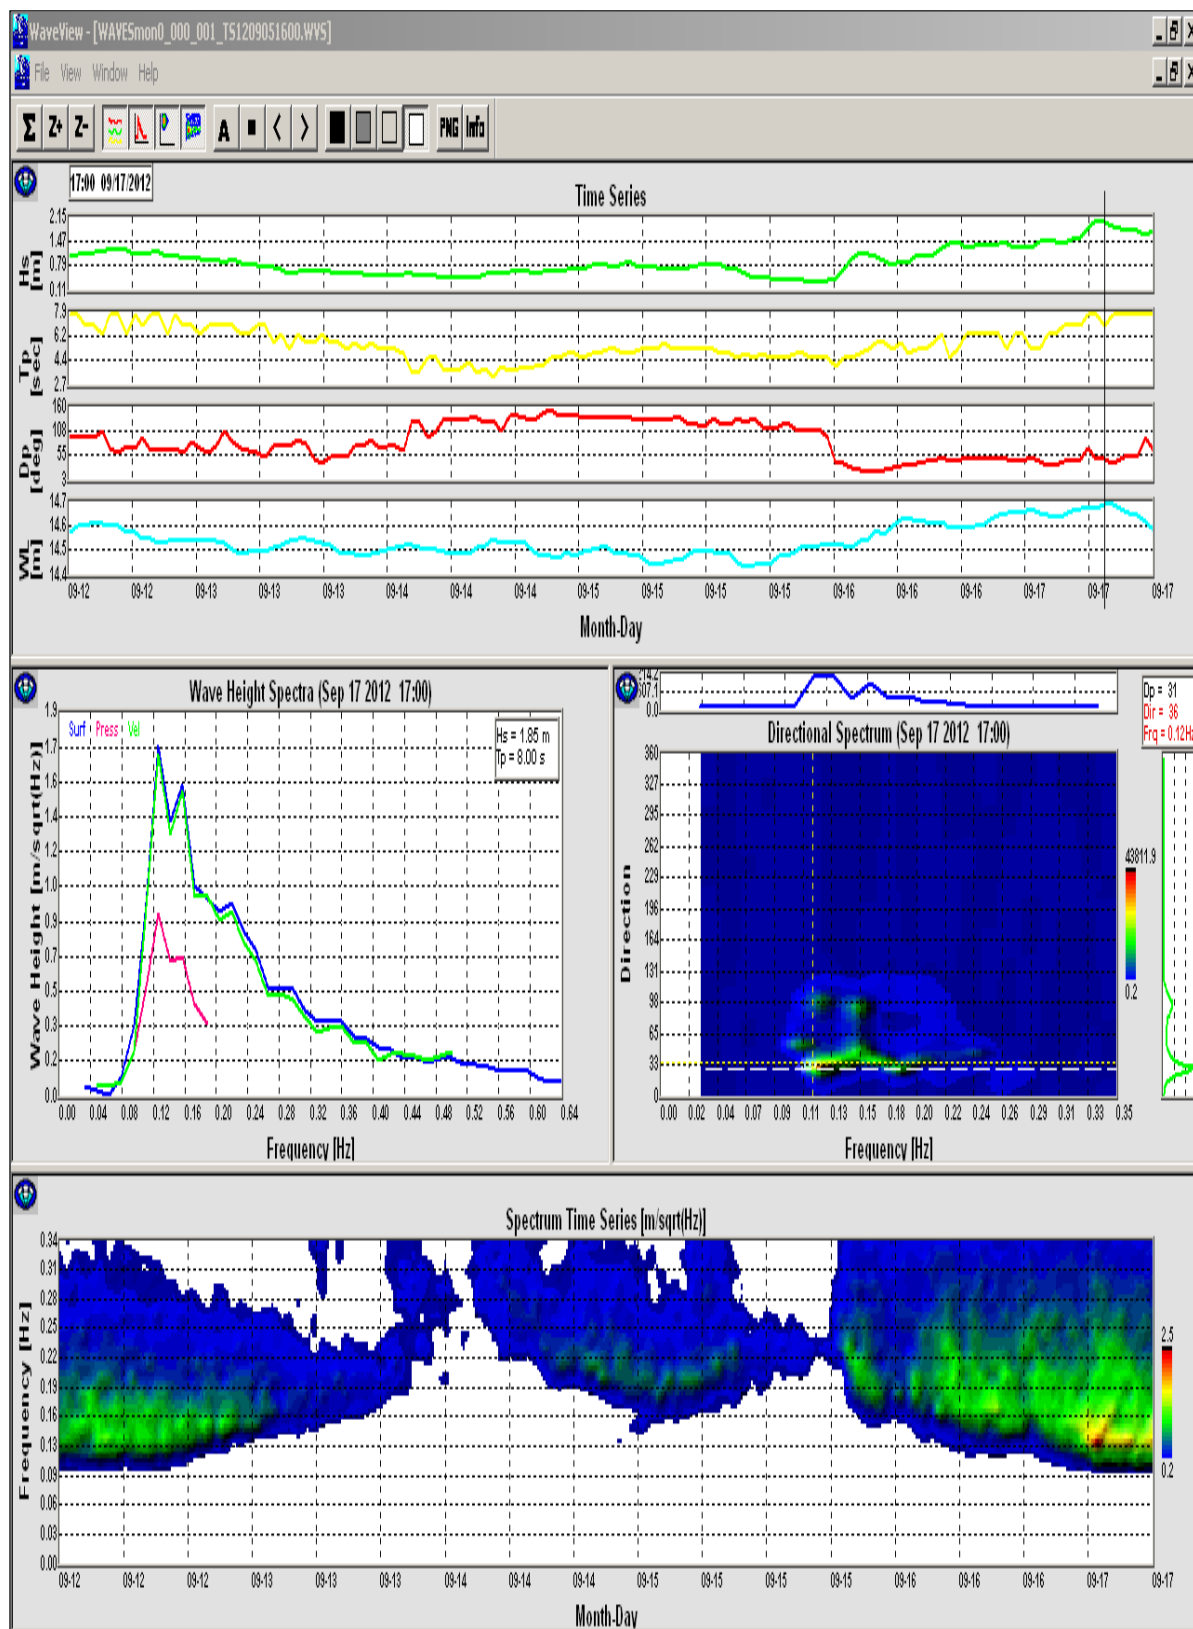 WaveView - [WAVESmon0_000_001_TS1209051600.WVS]
File View Window Help
Σ Z+ Z- A < > PNG Info
17:00 09/17/2012
Time Series
Hs [m]
2.15
1.47
0.79
0.11
Tp [sec]
7.9
6.2
4.4
2.7
Dp [deg]
160
108
55
3
WL [m]
14.7
14.6
14.5
14.4
09-12 09-12 09-13 09-13 09-13 09-14 09-14 09-14 09-15 09-15 09-15 09-15 09-16 09-16 09-16 09-17 09-17 09-17
Month-Day
Wave Height Spectra (Sep 17 2012 17:00)
Surf Press Vel
Hs = 1.85 m
Tp = 8.00 s
Wave Height [m/sqrt(Hz)]
1.9
1.7
1.6
1.4
1.2
1.0
0.9
0.7
0.5
0.3
0.2
0.0
0.00 0.04 0.08 0.12 0.16 0.20 0.24 0.28 0.32 0.36 0.40 0.44 0.48 0.52 0.56 0.60 0.64
Frequency [Hz]
607.1
0.0
Dp = 31
Dir = 36
Frq = 0.12Hz
Directional Spectrum (Sep 17 2012 17:00)
Direction
360
327
295
262
229
196
164
131
98
65
33
0
43811.9
0.2
0.00 0.02 0.04 0.07 0.09 0.11 0.13 0.15 0.18 0.20 0.22 0.24 0.26 0.29 0.31 0.33 0.35
Frequency [Hz]
Spectrum Time Series [m/sqrt(Hz)]
Frequency [Hz]
0.34
0.31
0.28
0.25
0.22
0.19
0.16
0.13
0.09
0.06
0.03
0.00
2.5
0.2
09-12 09-12 09-12 09-13 09-13 09-13 09-14 09-14 09-14 09-15 09-15 09-15 09-15 09-16 09-16 09-16 09-17 09-17
Month-Day